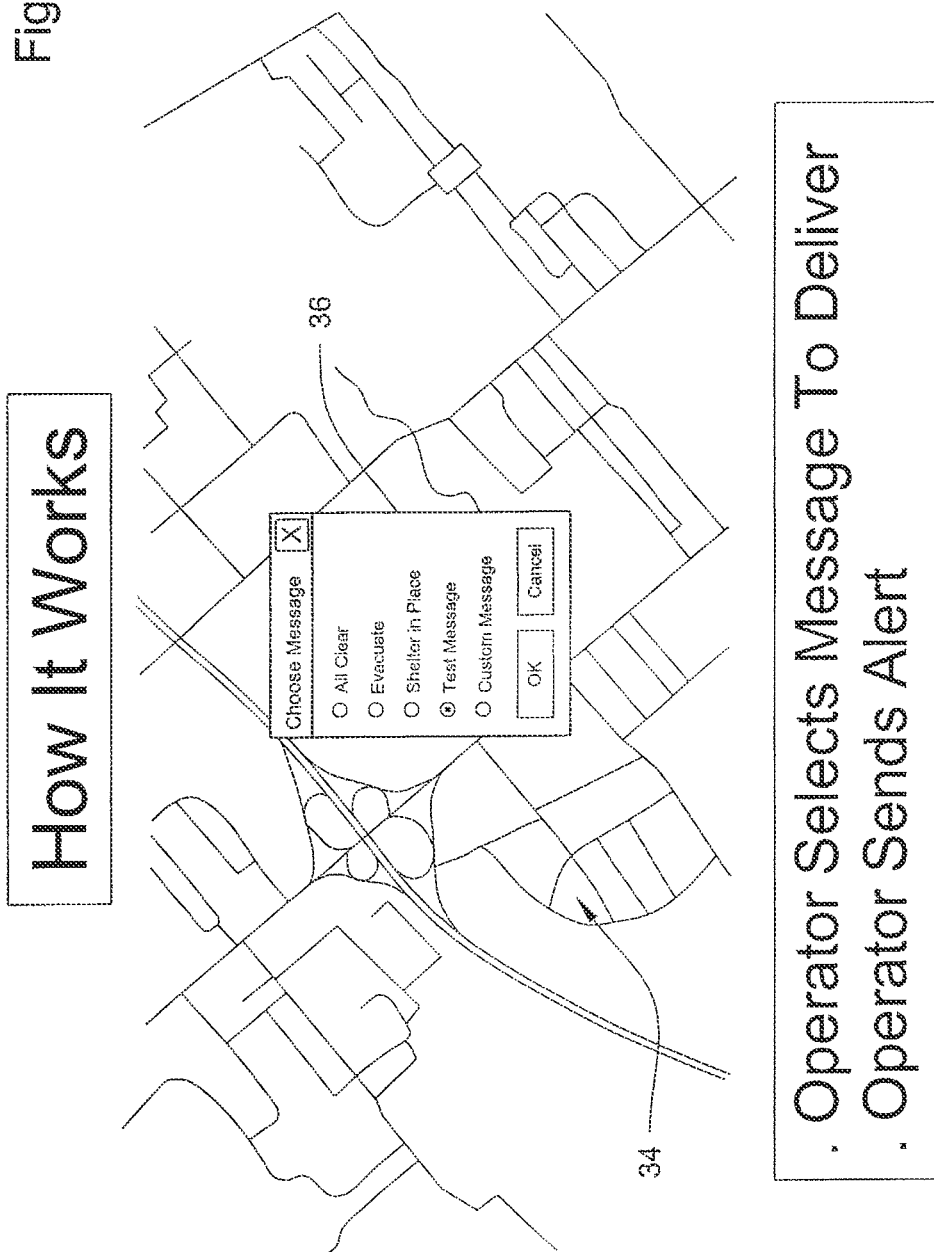 Fig
How It Works
36
Choose Message X
All Clear
Evacuate
Shelter in Place
Test Message
Custom Message
OK Cancel
34
. Operator Selects Message To Deliver
. Operator Sends Alert